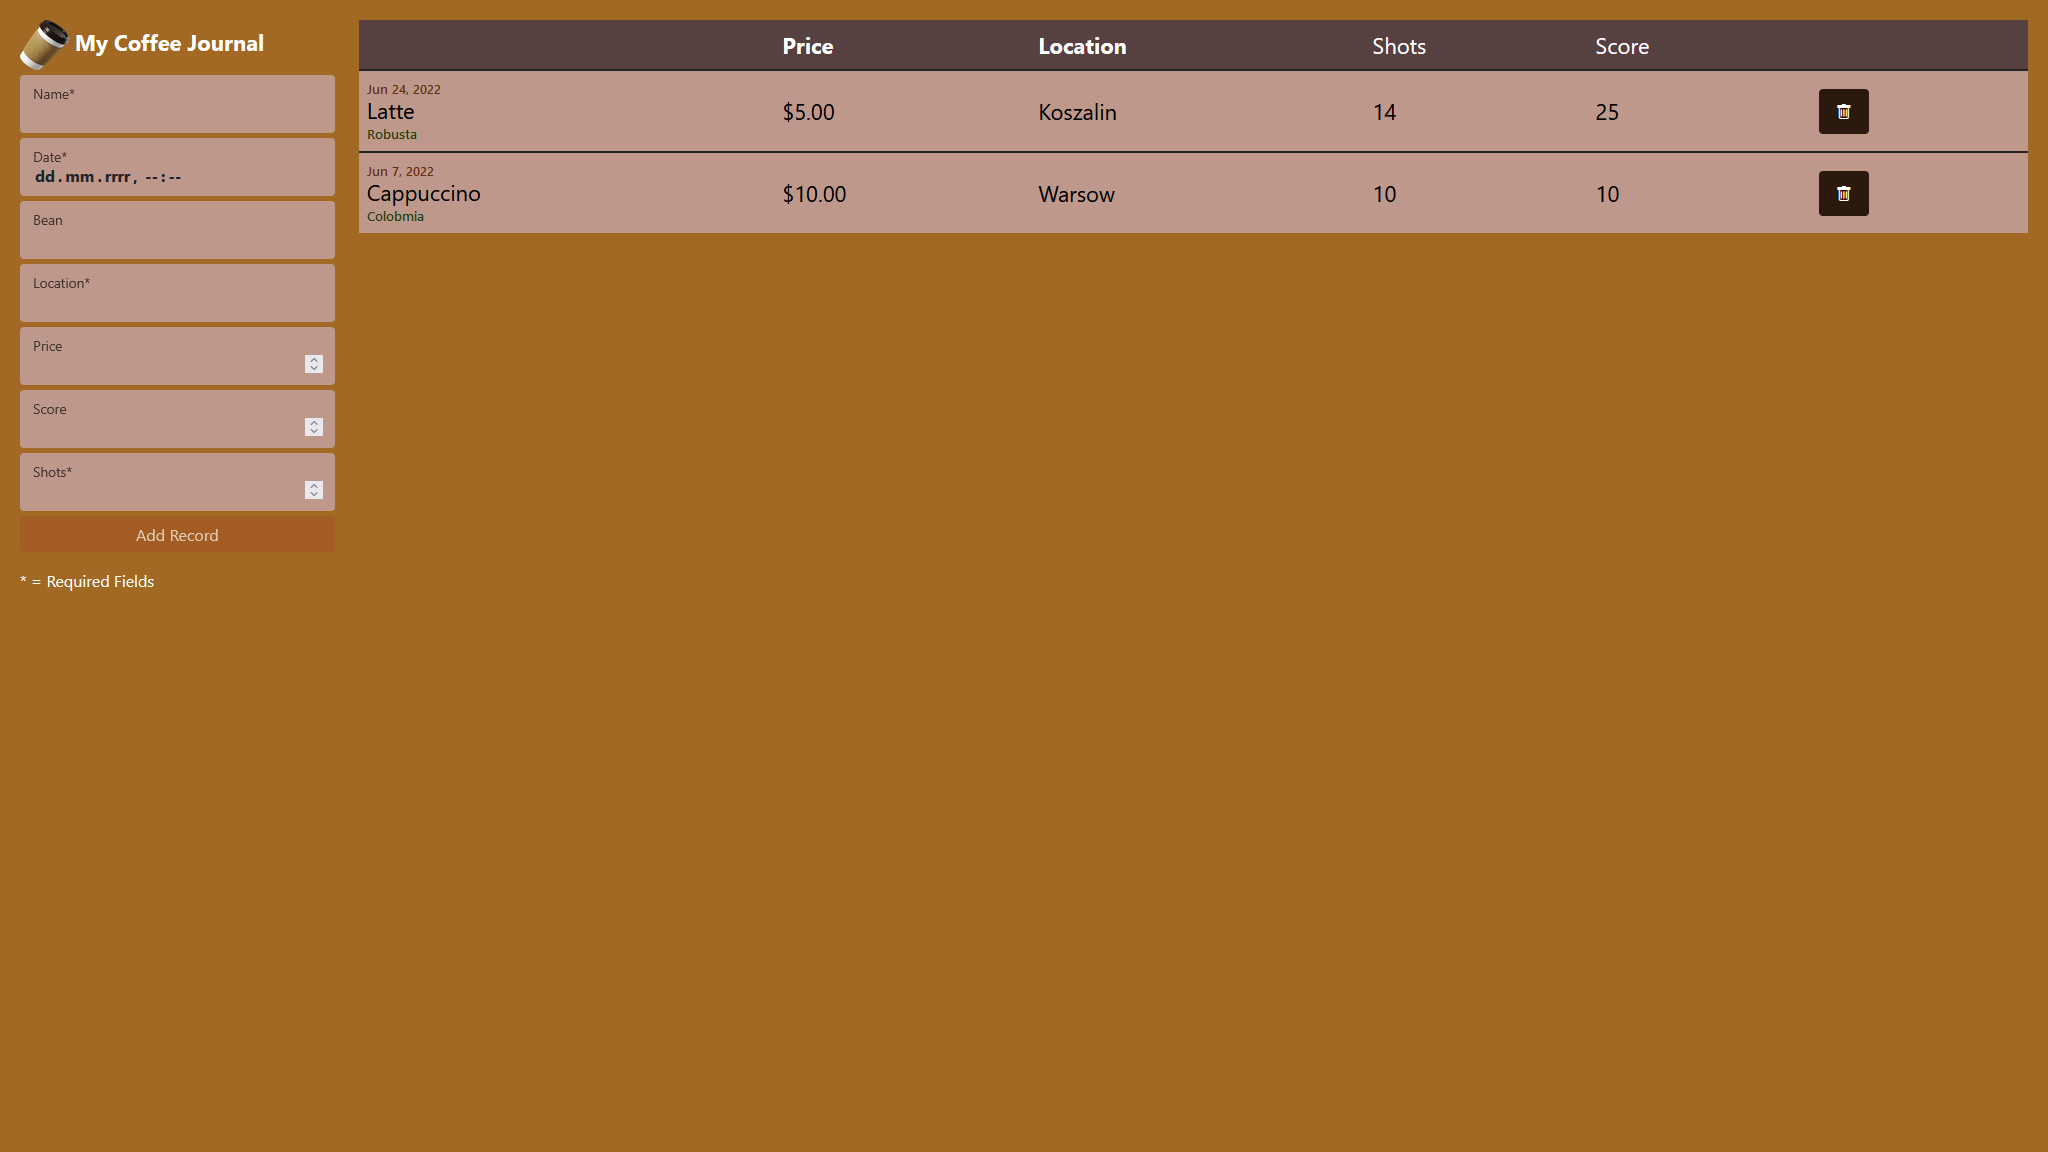 My Coffee Journal
Name*
Date*
dd.mm.rrrr, --:--
Bean
Location*
Price
Score
Shots*
Add Record
* = Required Fields
Price Location Shots Score
Jun 24, 2022
Latte $5.00 Koszalin 14 25
Robusta
Jun 7, 2022
Cappuccino $10.00 Warsow 10 10
Colobmia